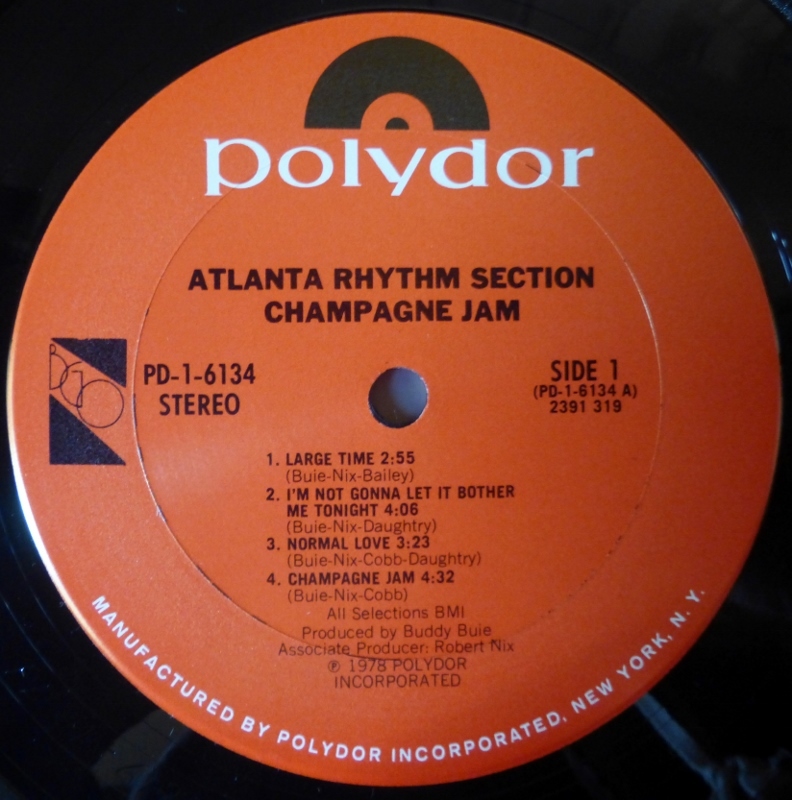 polydor
ATLANTA RHYTHM SECTION
CHAMPAGNE JAM
BGO
PD-1-6134
STEREO
SIDE 1
(PD-1-6134 A)
2391 319
1. LARGE TIME 2:55
(Buie-Nix-Bailey)
2. I'M NOT GONNA LET IT BOTHER
ME TONIGHT 4:06
(Buie-Nix-Daughtry)
3. NORMAL LOVE 3:23
(Buie-Nix-Cobb-Daughtry)
4. CHAMPAGNE JAM 4:32
(Buie-Nix-Cobb)
All Selections BMI
Produced by Buddy Buie
Associate Producer: Robert Nix
℗ 1978 POLYDOR
INCORPORATED
MANUFACTURED BY POLYDOR INCORPORATED, NEW YORK, N. Y.